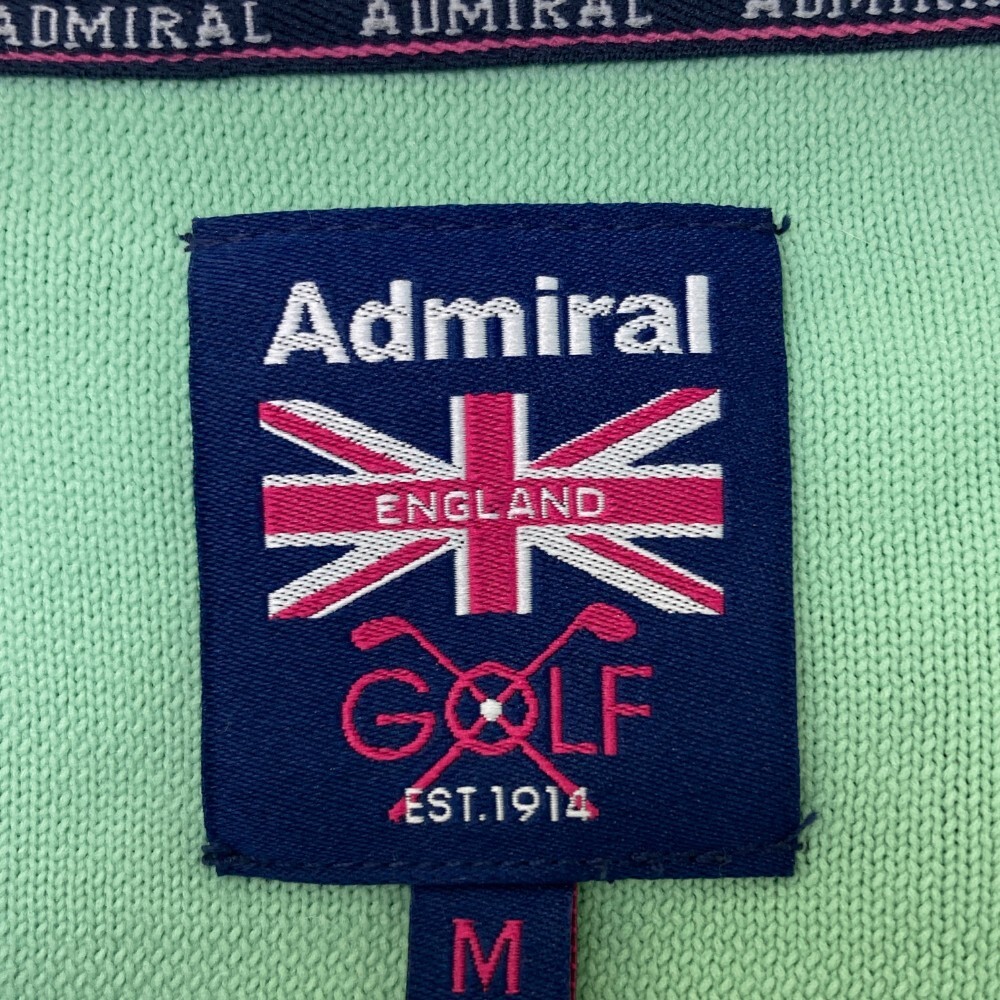 ADMIRAL ADMIRAL ADMIRAL
Admiral
ENGLAND
GOLF
EST.1914
M